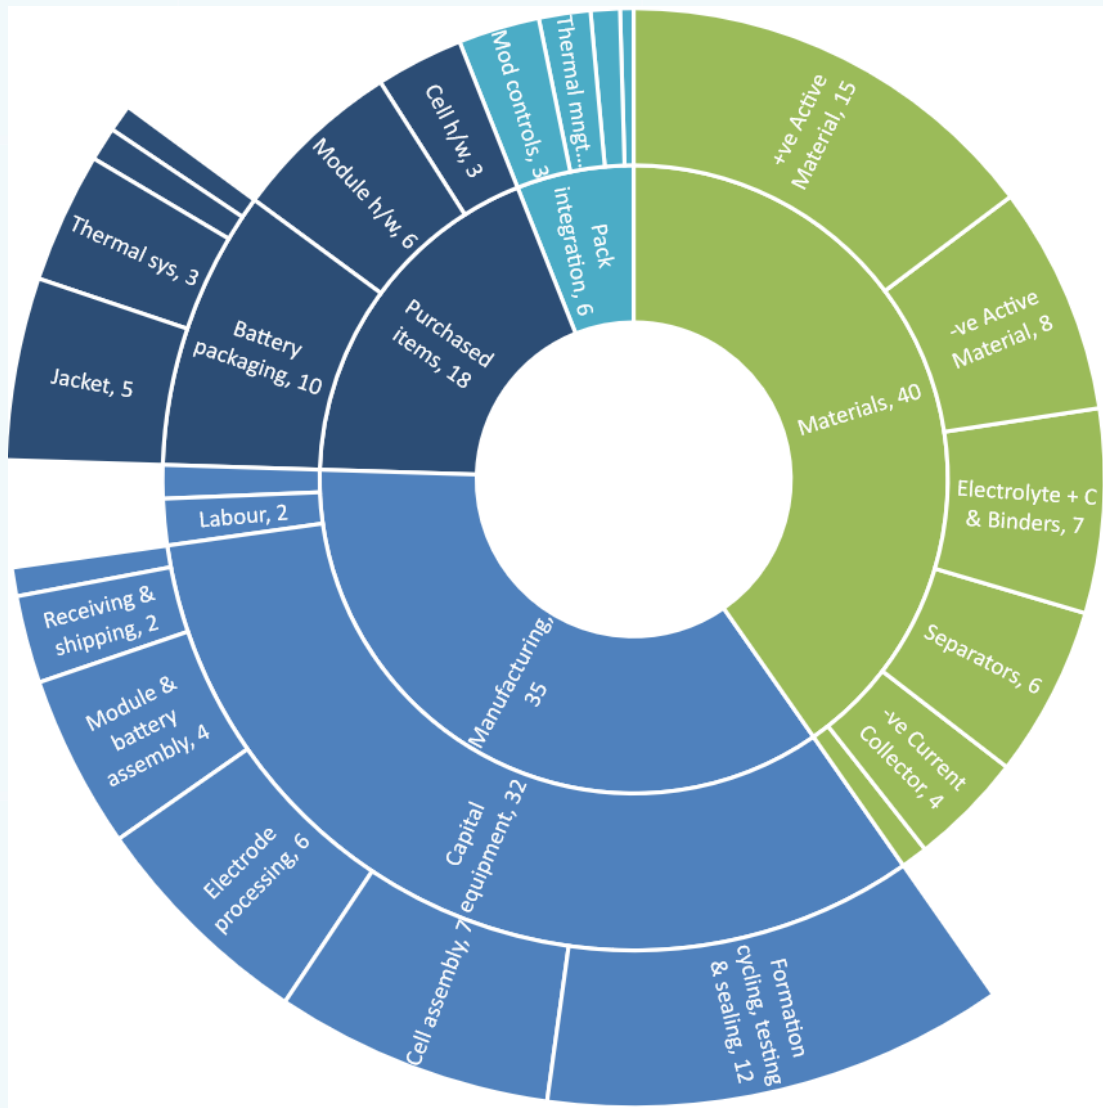 Mod controls, 3
Thermal mngt...
Pack
integration, 6
+ve Active
Material, 15
-ve Active
Material, 8
Electrolyte + C
& Binders, 7
Separators, 6
-ve Current
Collector, 4
Materials, 40
Manufacturing,
35
Capital
equipment, 32
Formation
cycling, testing
& sealing, 12
Cell assembly, 7
Electrode
processing, 6
Module &
battery
assembly, 4
Receiving &
shipping, 2
Labour, 2
Purchased
items, 18
Battery
packaging, 10
Jacket, 5
Thermal sys, 3
Module h/w, 6
Cell h/w, 3